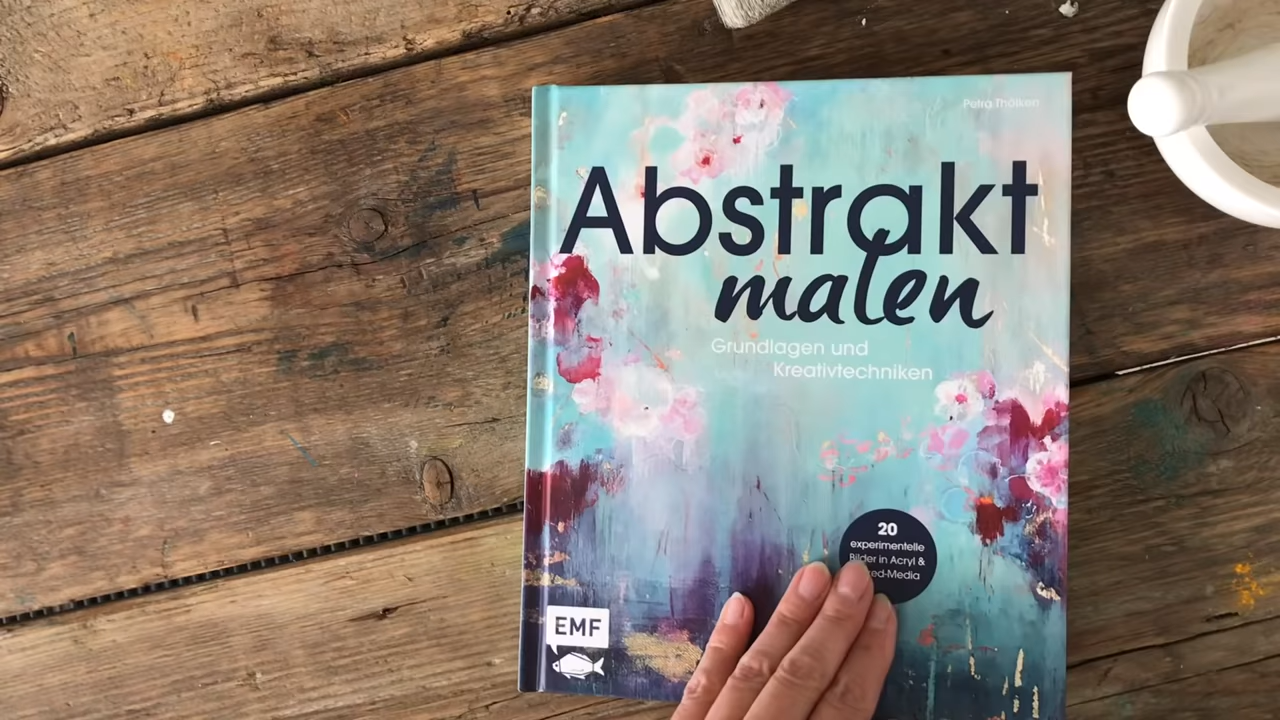 Petra Thölken
Abstrakt
malen
Grundlagen und
Kreativtechniken
20
experimentelle
Bilder in Acryl &
EMF